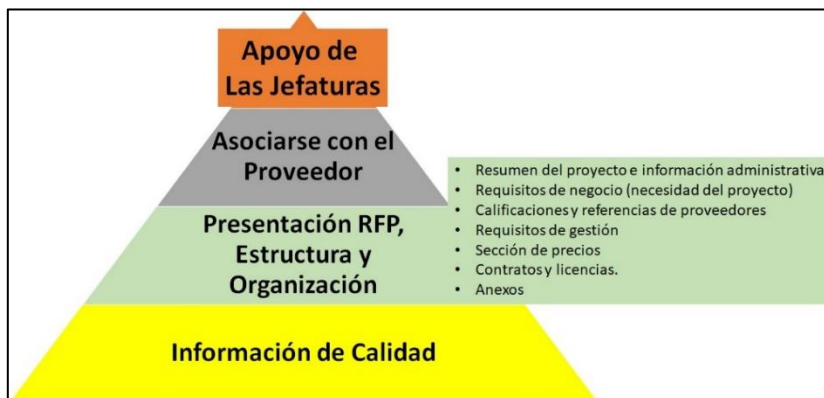 Apoyo de
Las Jefaturas
Asociarse con el
Proveedor
Presentación RFP,
Estructura y
Organización
• Resumen del proyecto e información administrativa
• Requisitos de negocio (necesidad del proyecto)
• Calificaciones y referencias de proveedores
• Requisitos de gestión
• Sección de precios
• Contratos y licencias.
• Anexos
Información de Calidad